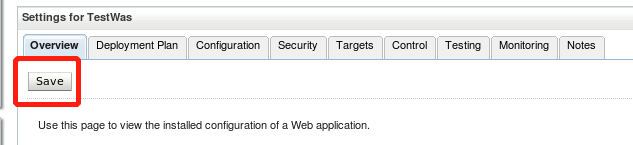 Settings for TestWas
Overview Deployment Plan Configuration Security Targets Control Testing Monitoring Notes
Save
Use this page to view the installed configuration of a Web application.